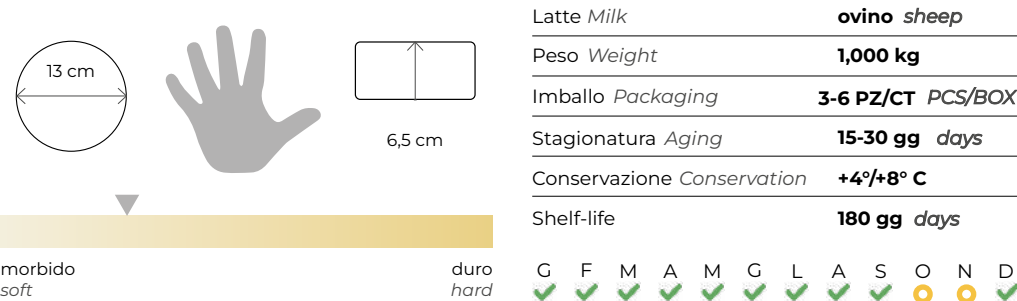 13 cm
6,5 cm
morbido duro
soft hard
Latte Milk ovino sheep
Peso Weight 1,000 kg
Imballo Packaging 3-6 PZ/CT PCS/BOX
Stagionatura Aging 15-30 gg days
Conservazione Conservation +4°/+8° C
Shelf-life 180 gg days
G F M A M G L A S O N D